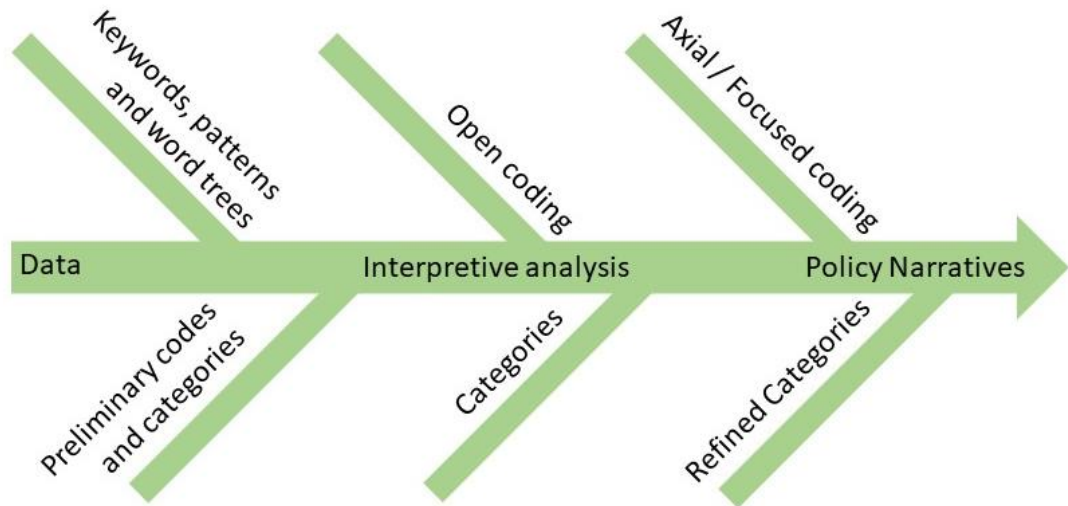 Keywords, patterns
and word trees
Open coding
Axial / Focused coding
Data
Interpretive analysis
Policy Narratives
Preliminary codes
and categories
Categories
Refined Categories